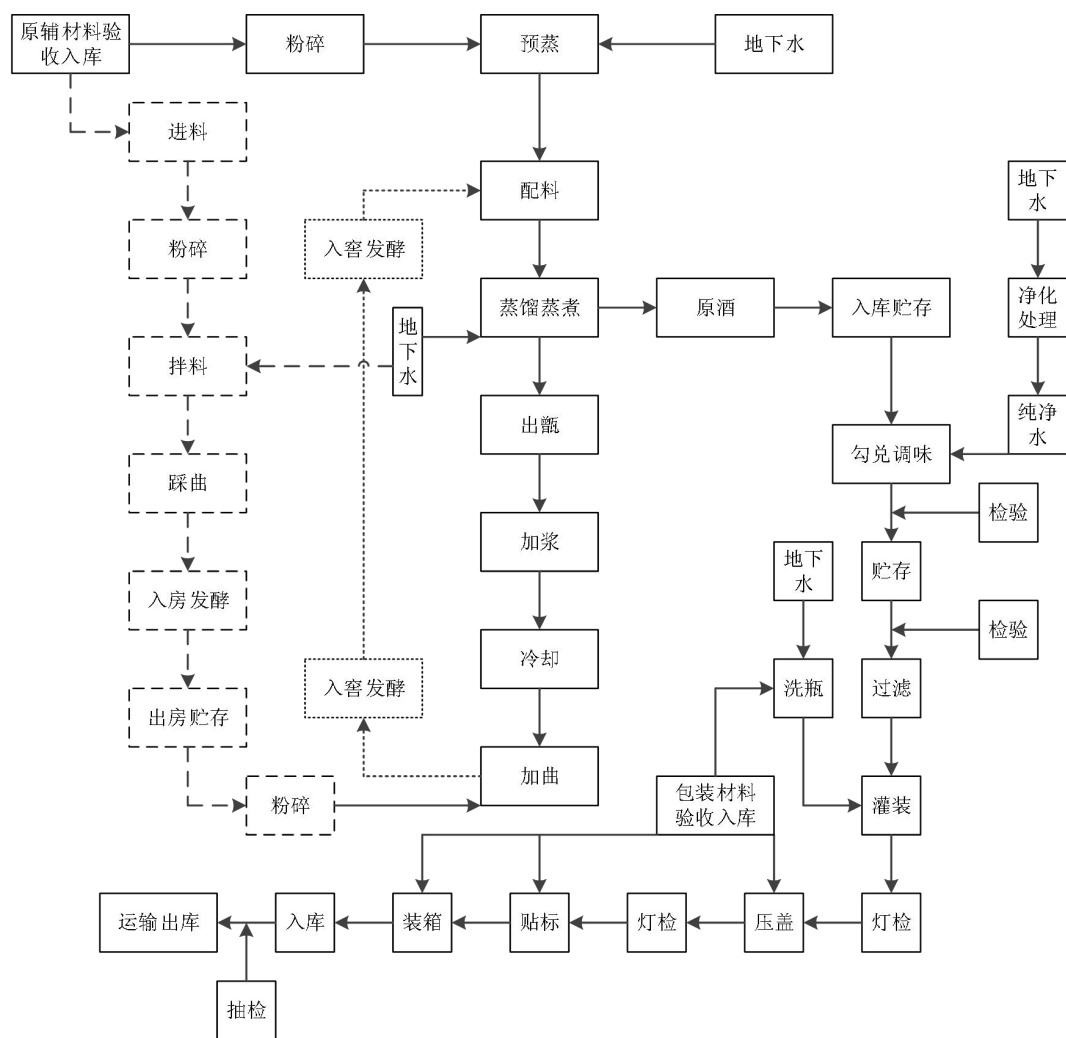 原辅材料验
收入库
粉碎
预蒸
地下水
进料
配料
地下
水
粉碎
入窖发酵
蒸馏蒸煮
原酒
入库贮存
净化
处理
地
下
水
拌料
出甑
纯净
水
勾兑调味
踩曲
检验
加浆
地下
水
贮存
入房发酵
检验
冷却
入窖发酵
洗瓶
过滤
出房贮存
加曲
粉碎
包装材料
验收入库
灌装
运输出库
入库
装箱
贴标
灯检
压盖
灯检
抽检